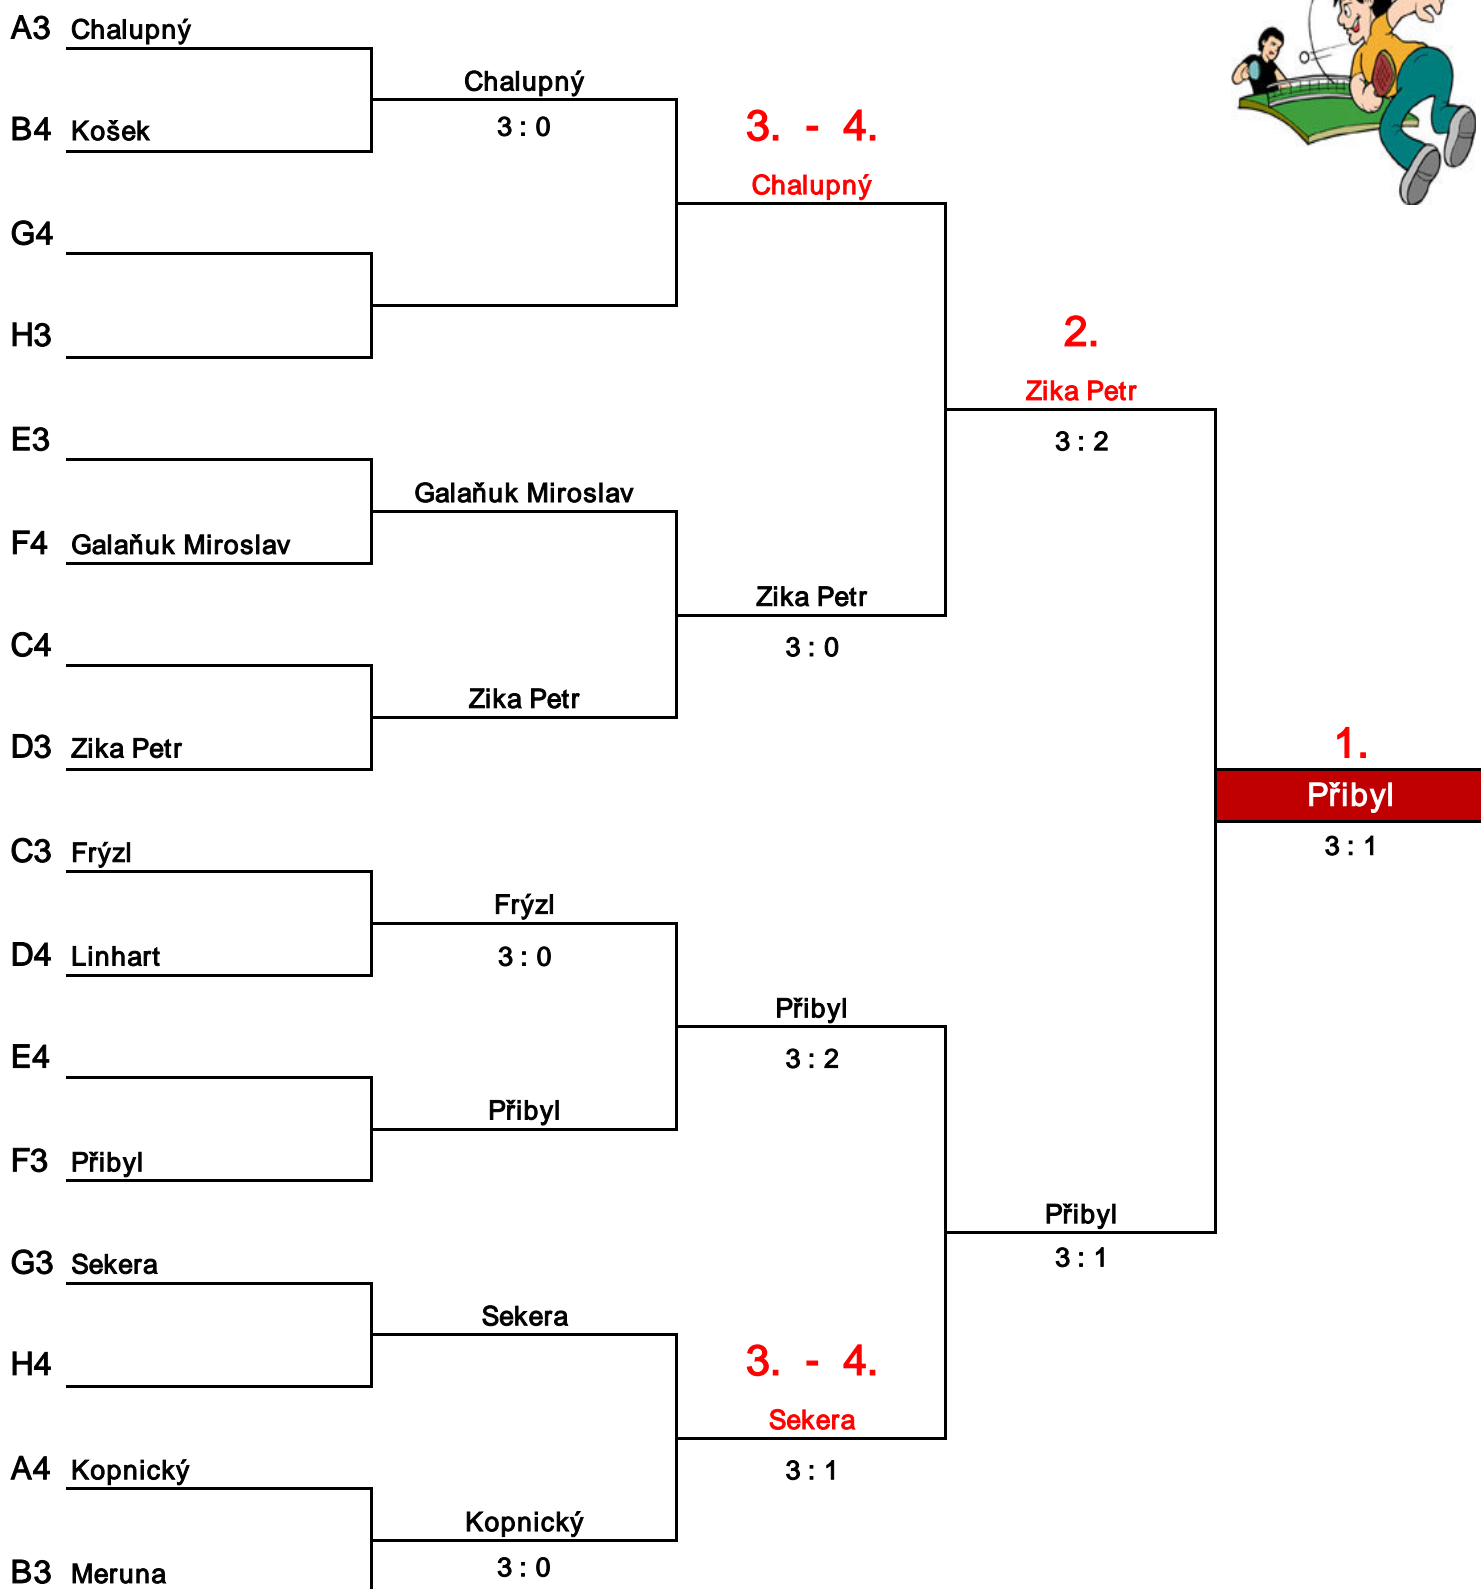 A3 Chalupný
Chalupný
B4 Košek
3 : 0
3. - 4.
Chalupný
G4
H3
2.
Zika Petr
E3
3 : 2
Galaňuk Miroslav
F4 Galaňuk Miroslav
Zika Petr
C4
3 : 0
Zika Petr
D3 Zika Petr
1.
Přibyl
C3 Frýzl
3 : 1
Frýzl
D4 Linhart
3 : 0
Přibyl
E4
3 : 2
Přibyl
F3 Přibyl
Přibyl
G3 Sekera
3 : 1
Sekera
H4
3. - 4.
Sekera
A4 Kopnický
3 : 1
Kopnický
B3 Meruna
3 : 0